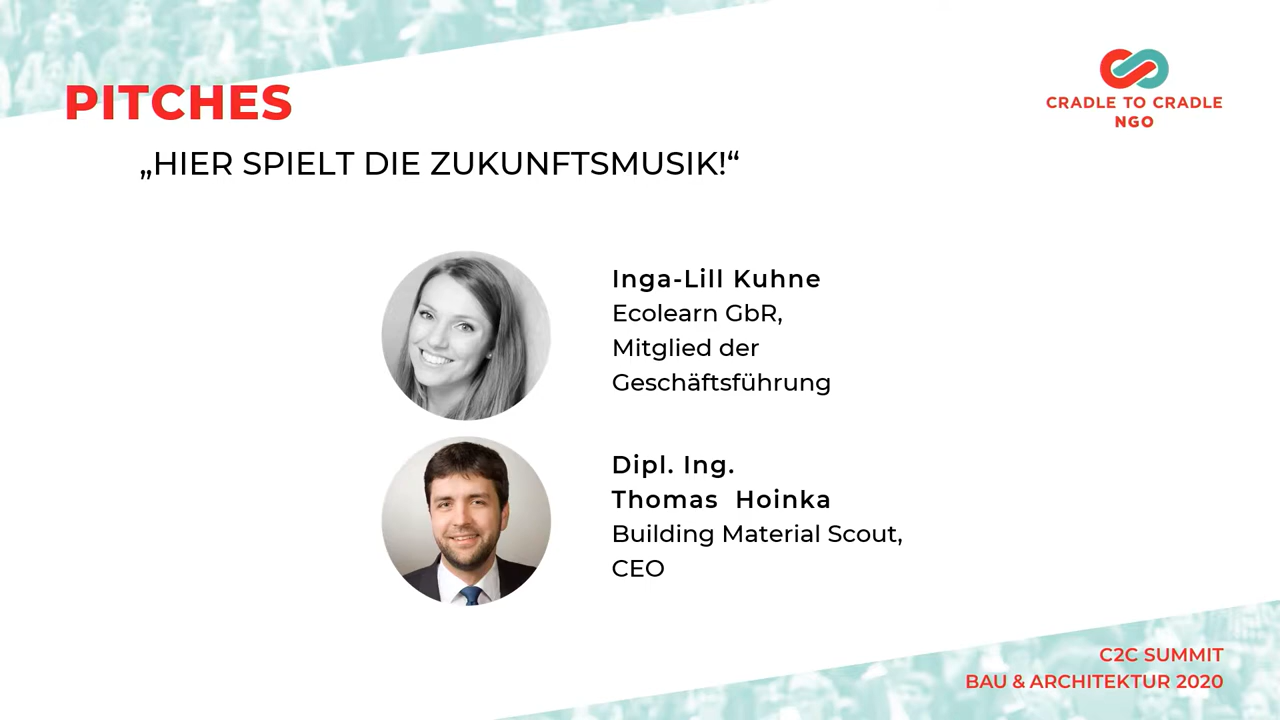 PITCHES
„HIER SPIELT DIE ZUKUNFTSMUSIK!“
CRADLE TO CRADLE
NGO
Inga-Lill Kuhne
Ecolearn GbR,
Mitglied der
Geschäftsführung
Dipl. Ing.
Thomas  Hoinka
Building Material Scout,
CEO
C2C SUMMIT
BAU & ARCHITEKTUR 2020